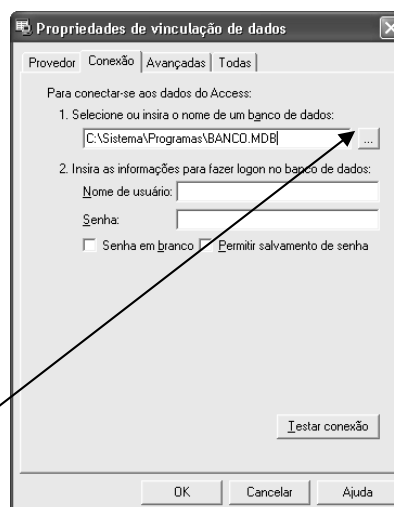 Propriedades de vinculação de dados
Provedor Conexão Avançadas Todas
Para conectar-se aos dados do Access:
1. Selecione ou insira o nome de um banco de dados:
C:\Sistema\Programas\BANCO.MDB ...
2. Insira as informações para fazer logon no banco de dados:
Nome de usuário:
Senha:
Senha em branco Permitir salvamento de senha
Testar conexão
OK Cancelar Ajuda